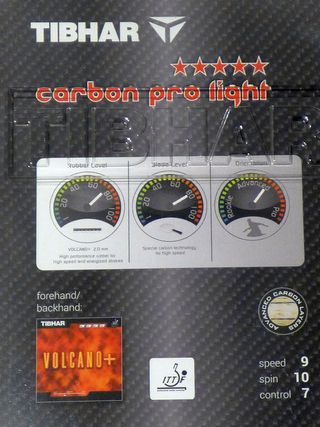 TIBHAR
carbon pro light
TIBHAR
Rubber Level
Blade Level
Orientation
20 40 60 80 100
20 40 60 80 100
Rookie Advanced Pro
VOLCANO+ 2.0 mm
High performance rubber for
high speed and energized strokes
Special carbon technology
for high speed
forehand/
backhand:
TIBHAR
VOLCANO+
ITTF
ADVANCED CARBON LAYERS
speed 9
spin 10
control 7